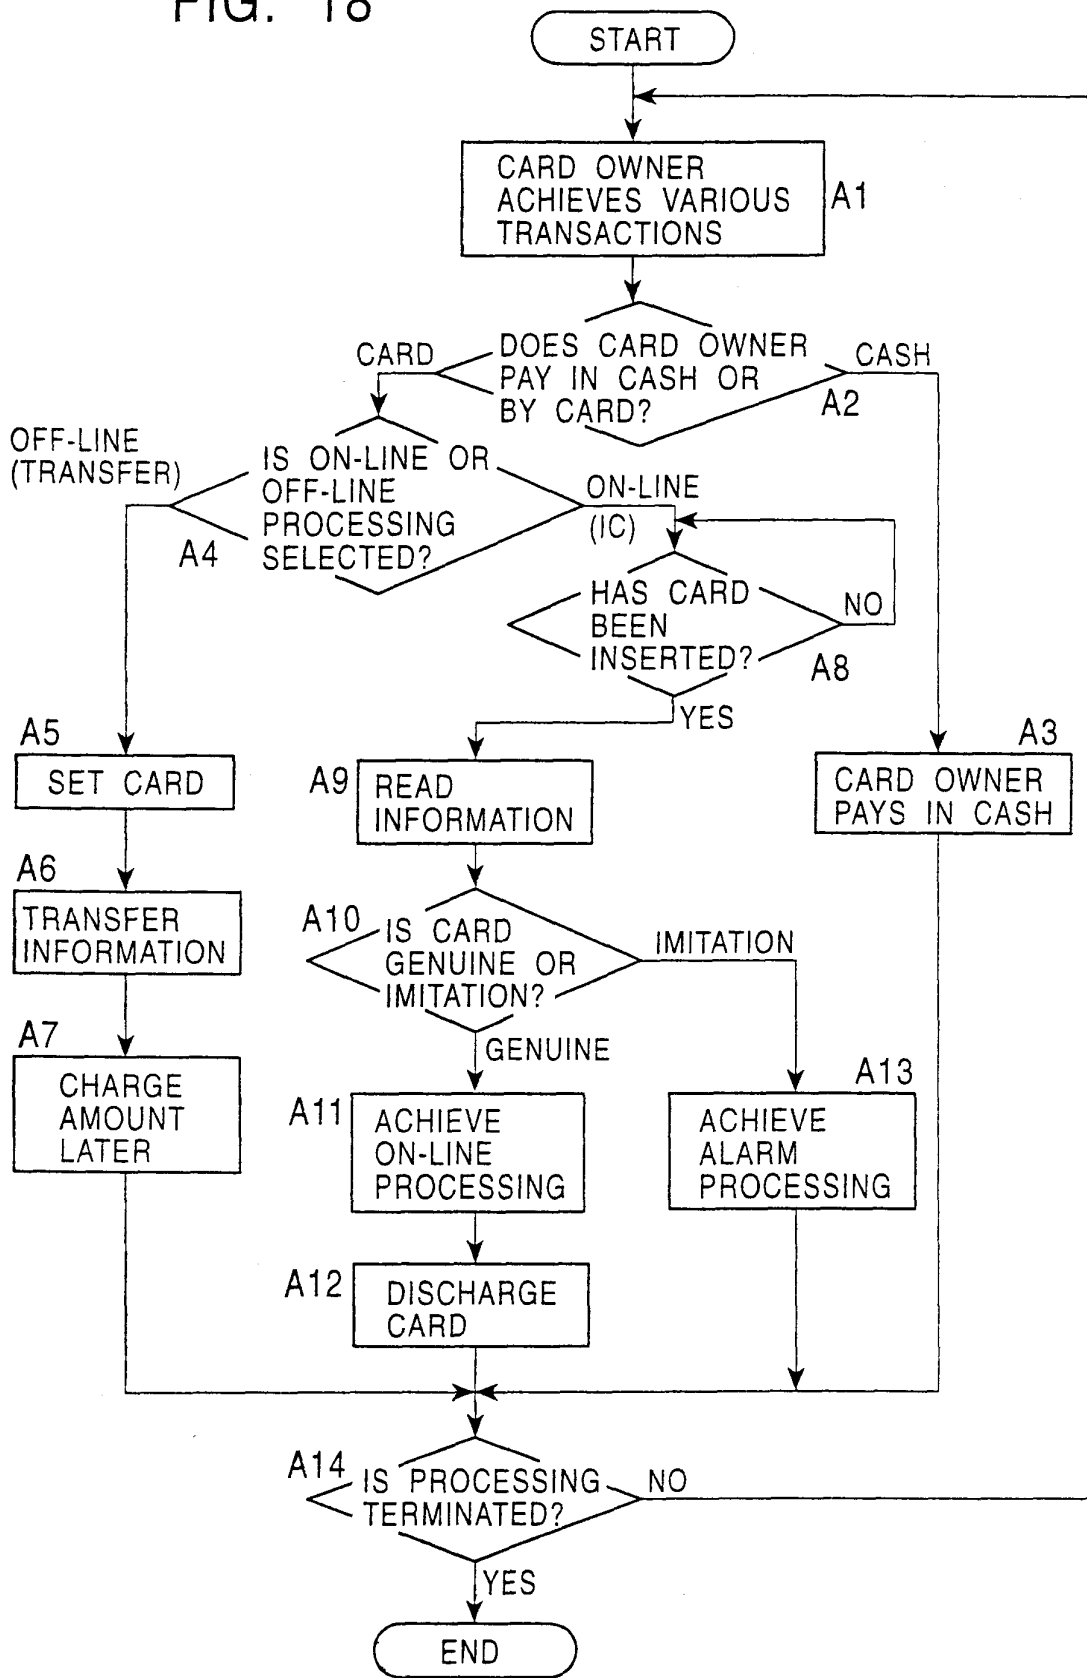 FIG. 18
START
CARD OWNER
ACHIEVES VARIOUS
TRANSACTIONS
A1
DOES CARD OWNER
PAY IN CASH OR
BY CARD?
CARD
CASH
A2
OFF-LINE
(TRANSFER)
IS ON-LINE OR
OFF-LINE
PROCESSING
SELECTED?
A4
ON-LINE
(IC)
HAS CARD
BEEN
INSERTED?
NO
A8
YES
A5
SET CARD
A9
READ
INFORMATION
A3
CARD OWNER
PAYS IN CASH
A6
TRANSFER
INFORMATION
A10
IS CARD
GENUINE OR
IMITATION?
IMITATION
GENUINE
A7
CHARGE
AMOUNT
LATER
A11
ACHIEVE
ON-LINE
PROCESSING
A13
ACHIEVE
ALARM
PROCESSING
A12
DISCHARGE
CARD
A14
IS PROCESSING
TERMINATED?
NO
YES
END